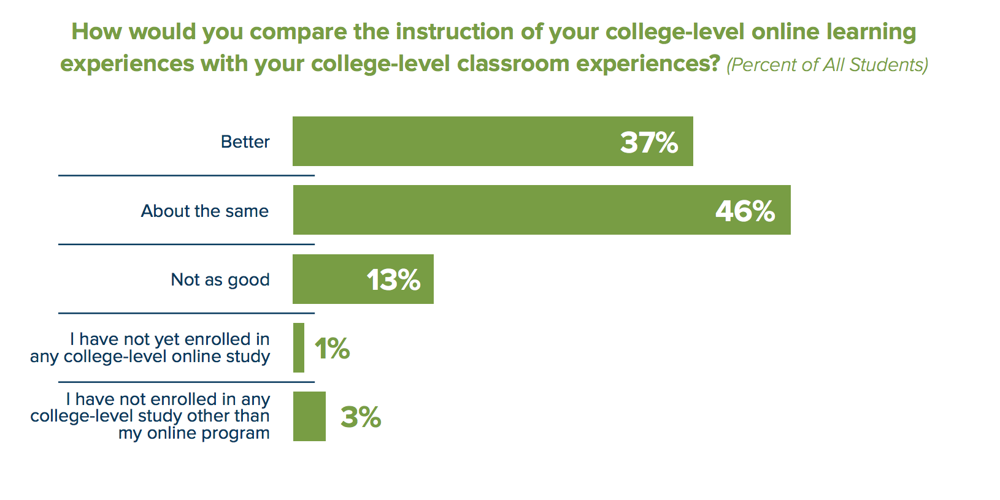 How would you compare the instruction of your college-level online learning
experiences with your college-level classroom experiences? (Percent of All Students)
Better
37%
About the same
46%
Not as good
13%
I have not yet enrolled in
any college-level online study
1%
I have not enrolled in any
college-level study other than
my online program
3%